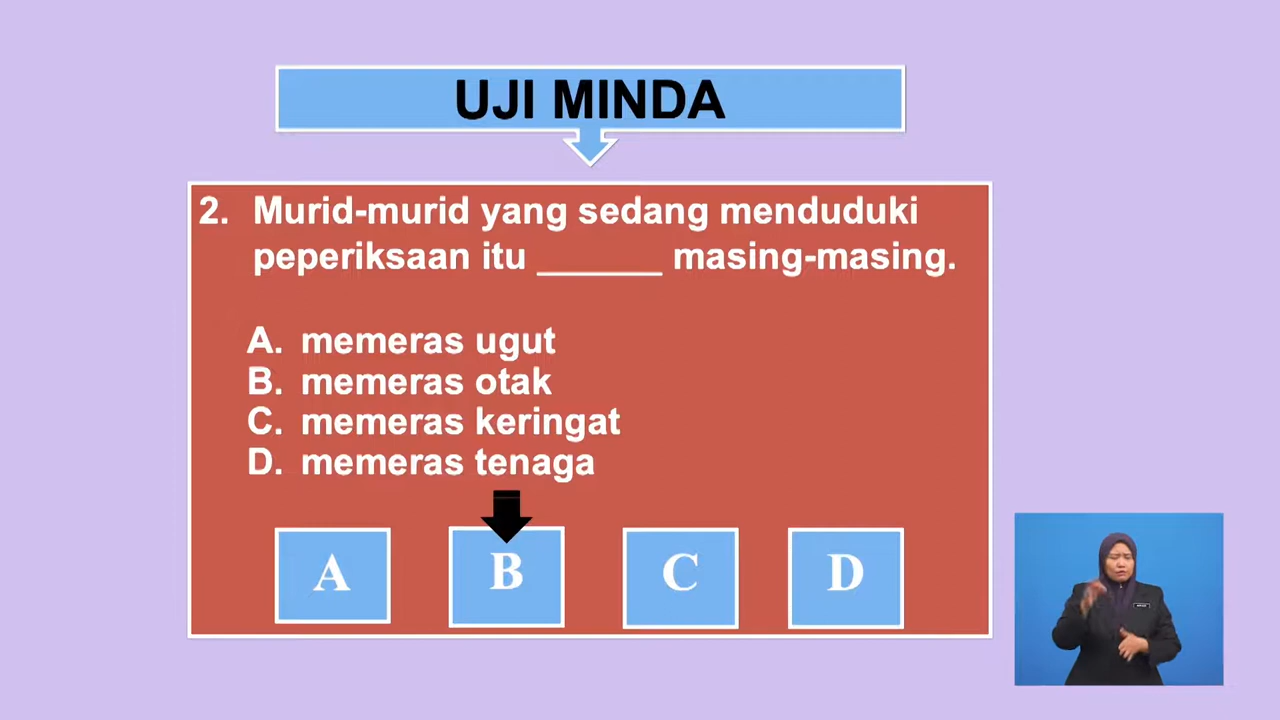 UJI MINDA
2. Murid-murid yang sedang menduduki
peperiksaan itu ______ masing-masing.
A. memeras ugut
B. memeras otak
C. memeras keringat
D. memeras tenaga
A B C D